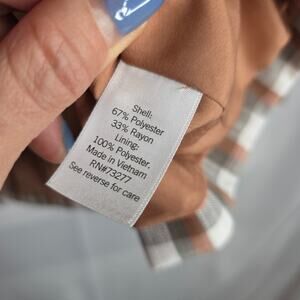 Shell:
67% Polyester
33% Rayon
Lining:
100% Polyester.
Made in Vietnam
RN#73277
See reverse for care